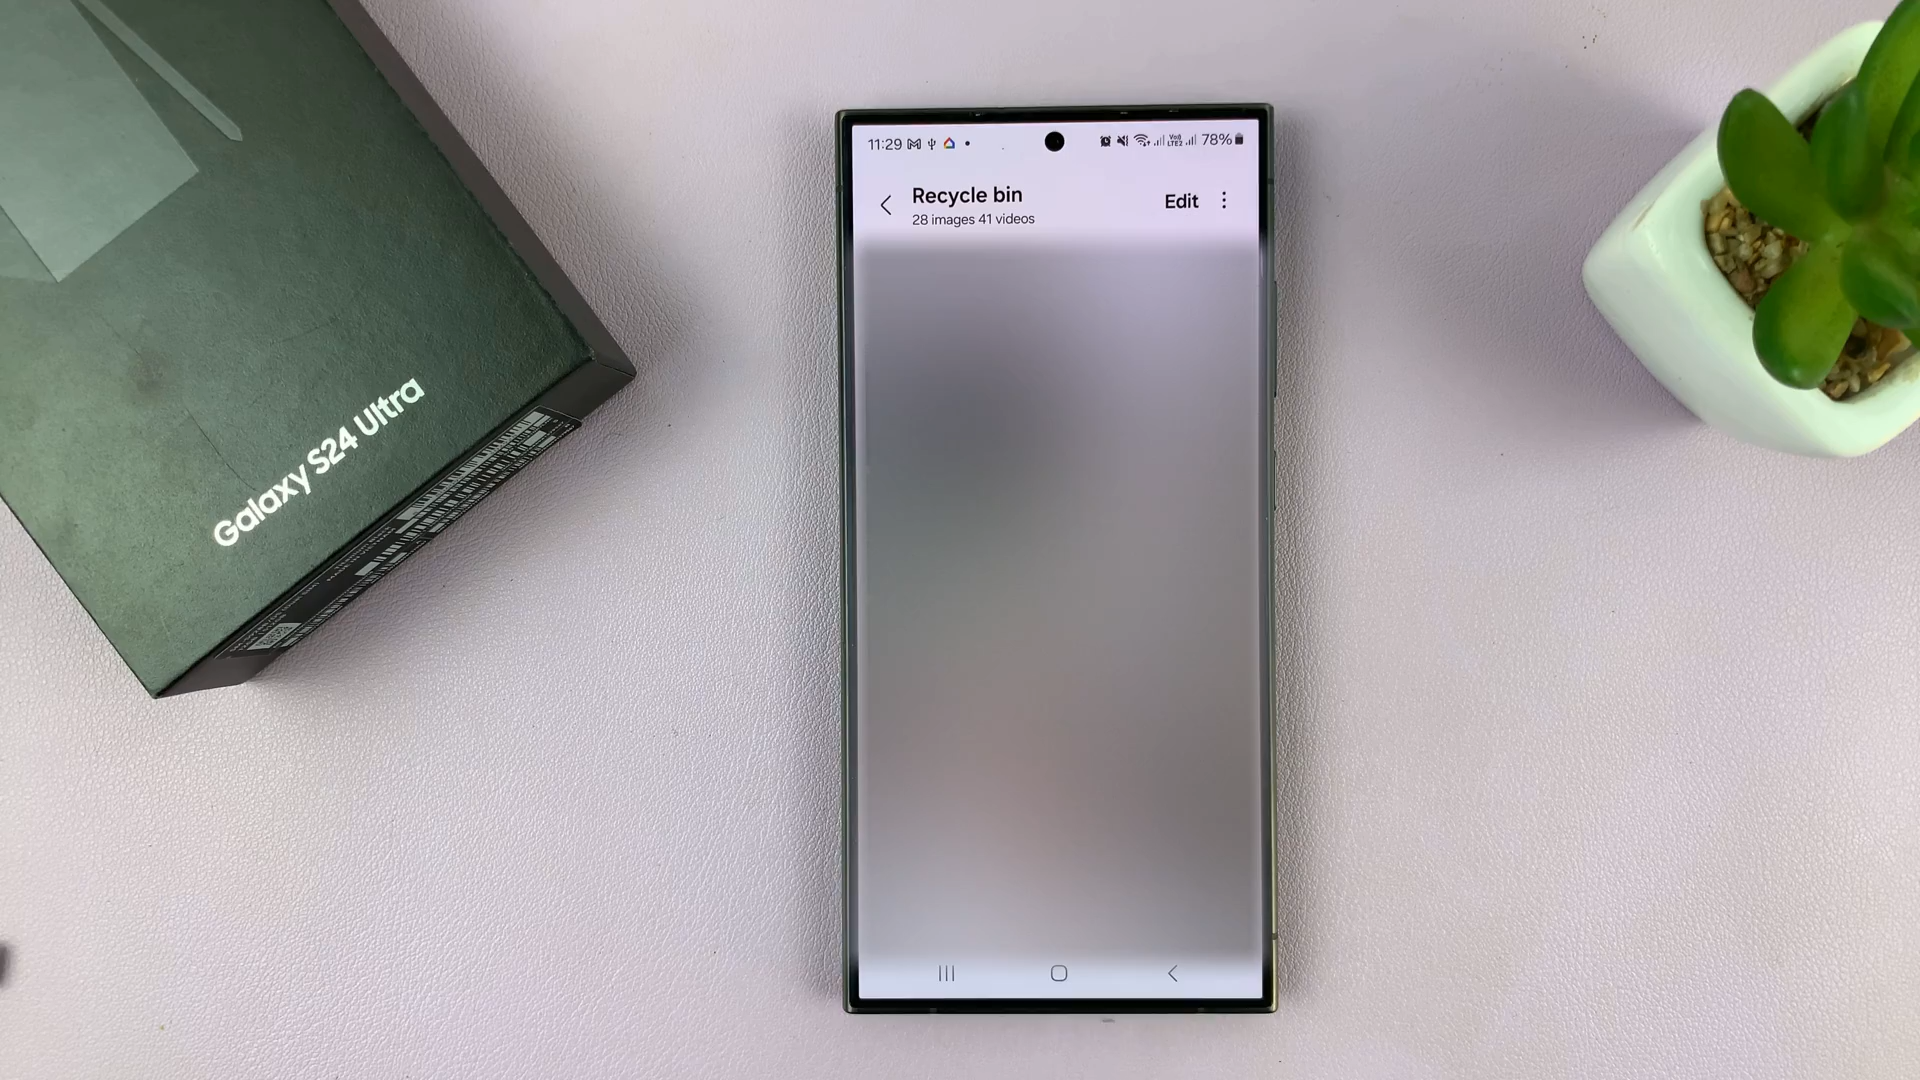 Galaxy S24 Ultra
11:29
78%
Recycle bin
28 images 41 videos
Edit